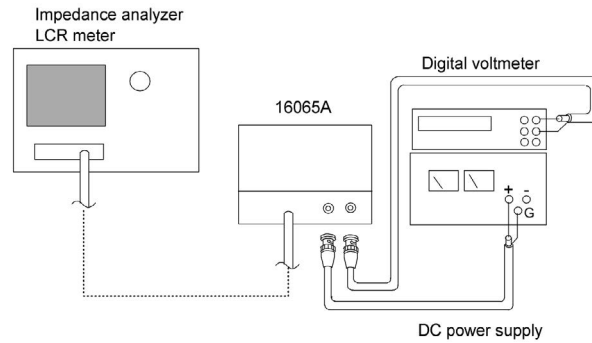 Impedance analyzer
LCR meter
16065A
Digital voltmeter
+ -
G
DC power supply